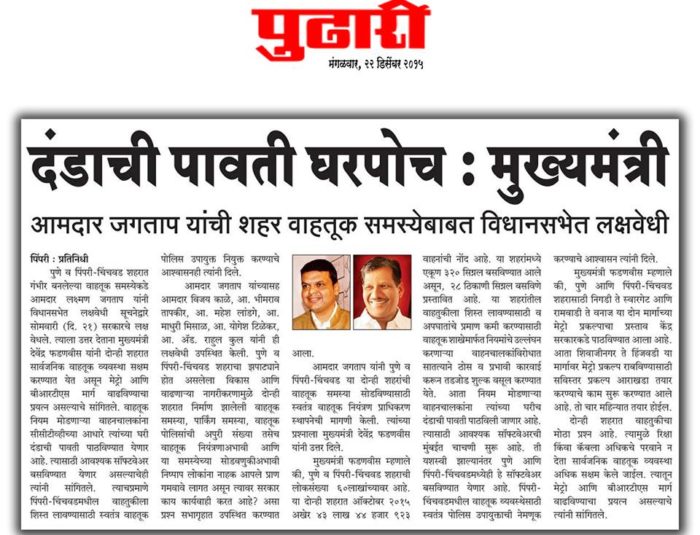 पुढारी
मंगळवार, २२ डिसेंबर २०१५
दंडाची पावती घरपोच : मुख्यमंत्री
आमदार जगताप यांची शहर वाहतूक समस्येबाबत विधानसभेत लक्षवेधी
पिंपरी : प्रतिनिधी
पुणे व पिंपरी-चिंचवड शहरात
गंभीर बनलेल्या वाहतूक समस्येकडे
आमदार लक्ष्मण जगताप यांनी
विधानसभेत लक्षवेधी सूचनेद्वारे
सोमवारी (दि. २१) सरकारचे लक्ष
वेधले. त्याला उत्तर देताना मुख्यमंत्री
देवेंद्र फडणवीस यांनी दोन्ही शहरात
सार्वजनिक वाहतूक व्यवस्था सक्षम
करण्यात येत असून मेट्रो आणि
बीआरटीएस मार्ग वाढविण्याचा
प्रयत्न असल्याचे सांगितले. वाहतूक
नियम मोडणाऱ्या वाहनचालकांना
सीसीटीव्हीच्या आधारे त्यांच्या घरी
दंडाची पावती पाठविण्यात येणार
आहे. त्यासाठी आवश्यक सॉफ्टवेअर
बसविण्यात येणार असल्याचेही
त्यांनी सांगितले. त्याचप्रमाणे
पिंपरी-चिंचवडमधील वाहतुकीला
शिस्त लावण्यासाठी स्वतंत्र वाहतूक
पोलिस उपायुक्त नियुक्त करण्याचे
आश्वासनही त्यांनी दिले.
आमदार जगताप यांच्यासह
आमदार विजय काळे, आ. भीमराव
तापकीर, आ. महेश लांडगे, आ.
माधुरी मिसाळ, आ. योगेश टिळेकर,
आ. अॅड. राहुल कुल यांनी ही
लक्षवेधी उपस्थित केली. पुणे व
पिंपरी-चिंचवड शहराचा झपाट्याने
होत असलेला विकास आणि
वाढणाऱ्या नागरीकरणामुळे दोन्ही
शहरात निर्माण झालेली वाहतूक
समस्या, पार्किंग समस्या, वाहतूक
पोलिसांची अपुरी संख्या तसेच
वाहतूक नियंत्रणाअभावी आणि
या समस्येच्या सोडवणुकीअभावी
निष्पाप लोकांना नाहक आपले प्राण
गमवावे लागत असून त्यावर सरकार
काय कार्यवाही करत आहे? असा
प्रश्न सभागृहात उपस्थित करण्यात
आला.
आमदार जगताप यांनी पुणे व
पिंपरी-चिंचवड या दोन्ही शहरांची
वाहतूक समस्या सोडविण्यासाठी
स्वतंत्र वाहतूक नियंत्रण प्राधिकरण
स्थापनेची मागणी केली. त्यांच्या
प्रश्नाला मुख्यमंत्री देवेंद्र फडणवीस
यांनी उत्तर दिले.
मुख्यमंत्री फडणवीस म्हणाले
की, पुणे व पिंपरी-चिंचवड शहराची
लोकसंख्या ६०लाखांच्यावर आहे.
या दोन्ही शहरात ऑक्टोबर २०१५
अखेर ४३ लाख ४४ हजार ९२३
वाहनांची नोंद आहे. या शहरांमध्ये
एकूण ३२० सिग्नल बसविण्यात आले
असून, २८ ठिकाणी सिग्नल बसविणे
प्रस्तावित आहे. या शहरांतील
वाहतुकीला शिस्त लावण्यासाठी व
अपघातांचे प्रमाण कमी करण्यासाठी
वाहतूक शाखेमार्फत नियमांचे उल्लंघन
करणाऱ्या वाहनचालकांविरोधात
सातत्याने ठोस व प्रभावी कारवाई
करून तडजोड शुल्क वसूल करण्यात
येते. आता नियम मोडणाऱ्या
वाहनचालकांना त्यांच्या घरीच
दंडाची पावती पाठविली जाणार आहे.
त्यासाठी आवश्यक सॉफ्टवेअरची
मुंबईत चाचणी सुरू आहे. ती
यशस्वी झाल्यानंतर पुणे आणि
पिंपरी-चिंचवडमध्येही हे सॉफ्टवेअर
बसविण्यात येणार आहे. पिंपरी-
चिंचवडमधील वाहतूक व्यवस्थेसाठी
स्वतंत्र पोलिस उपायुक्ताची नेमणूक
करण्याचे आश्वासन त्यांनी दिले.
मुख्यमंत्री फडणवीस म्हणाले
की, पुणे आणि पिंपरी-चिंचवड
शहरासाठी निगडी ते स्वारगेट आणि
रामवाडी ते वनाज या दोन मार्गाच्या
मेट्रो प्रकल्पाचा प्रस्ताव केंद्र
सरकारकडे पाठविण्यात आला आहे.
आता शिवाजीनगर ते हिंजवडी या
मार्गावर मेट्रो प्रकल्प राबविण्यासाठी
सविस्तर प्रकल्प आराखडा तयार
करण्याचे काम सुरू करण्यात आले
आहे. तो चार महिन्यात तयार होईल.
दोन्ही शहरात वाहतुकीचा
मोठा प्रश्न आहे. त्यामुळे रिक्षा
किंवा कॅबला अधिकचे परवाने न
देता सार्वजनिक वाहतूक व्यवस्था
अधिक सक्षम केले जाईल. त्यातून
मेट्रो आणि बीआरटीएस मार्ग
वाढविण्याचा प्रयत्न असल्याचे
त्यांनी सांगितले.